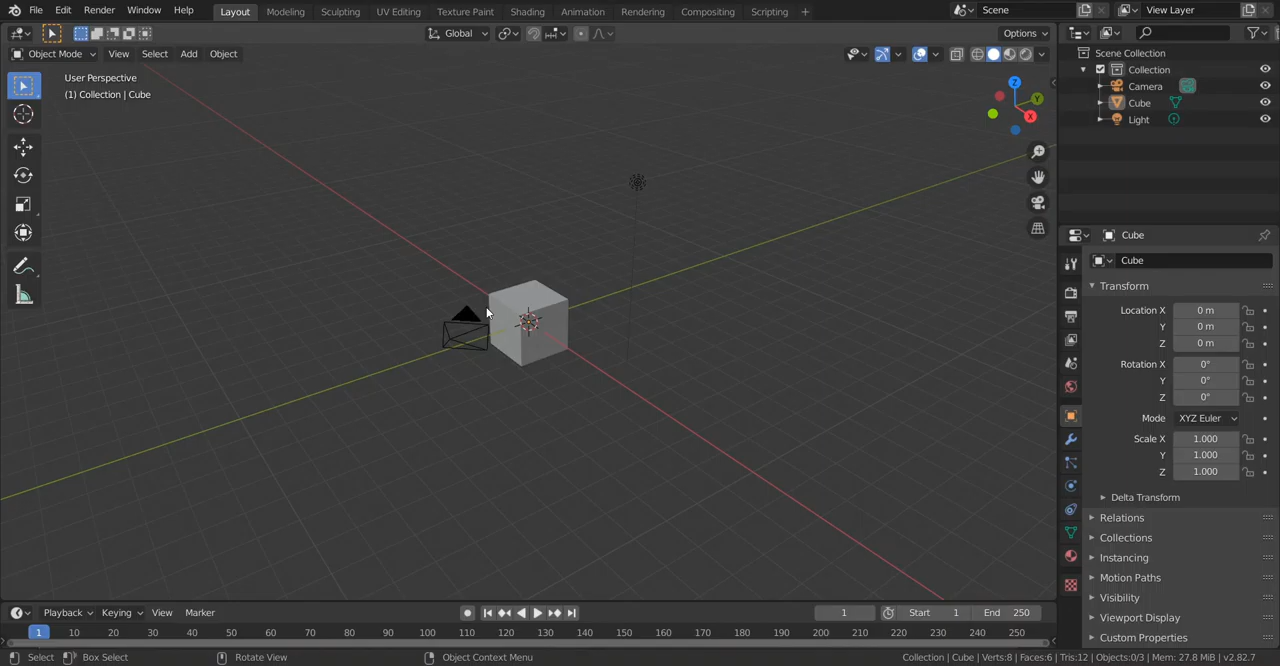 File Edit Render Window Help Layout Modeling Sculpting UV Editing Texture Paint Shading Animation Rendering Compositing Scripting + Scene View Layer
Global Options
Object Mode View Select Add Object
User Perspective
(1) Collection | Cube
Z
Y
X
Scene Collection
Collection
Camera
Cube
Light
Cube
Cube
Transform
Location X 0 m
Y 0 m
Z 0 m
Rotation X 0°
Y 0°
Z 0°
Mode XYZ Euler
Scale X 1.000
Y 1.000
Z 1.000
Delta Transform
Relations
Collections
Instancing
Motion Paths
Visibility
Viewport Display
Custom Properties
Playback Keying View Marker 1 Start 1 End 250
1 10 20 30 40 50 60 70 80 90 100 110 120 130 140 150 160 170 180 190 200 210 220 230 240 250
Select Box Select Rotate View Object Context Menu Collection | Cube | Verts:8 | Faces:6 | Tris:12 | Objects:0/3 | Mem: 27.8 MiB | v2.82.7